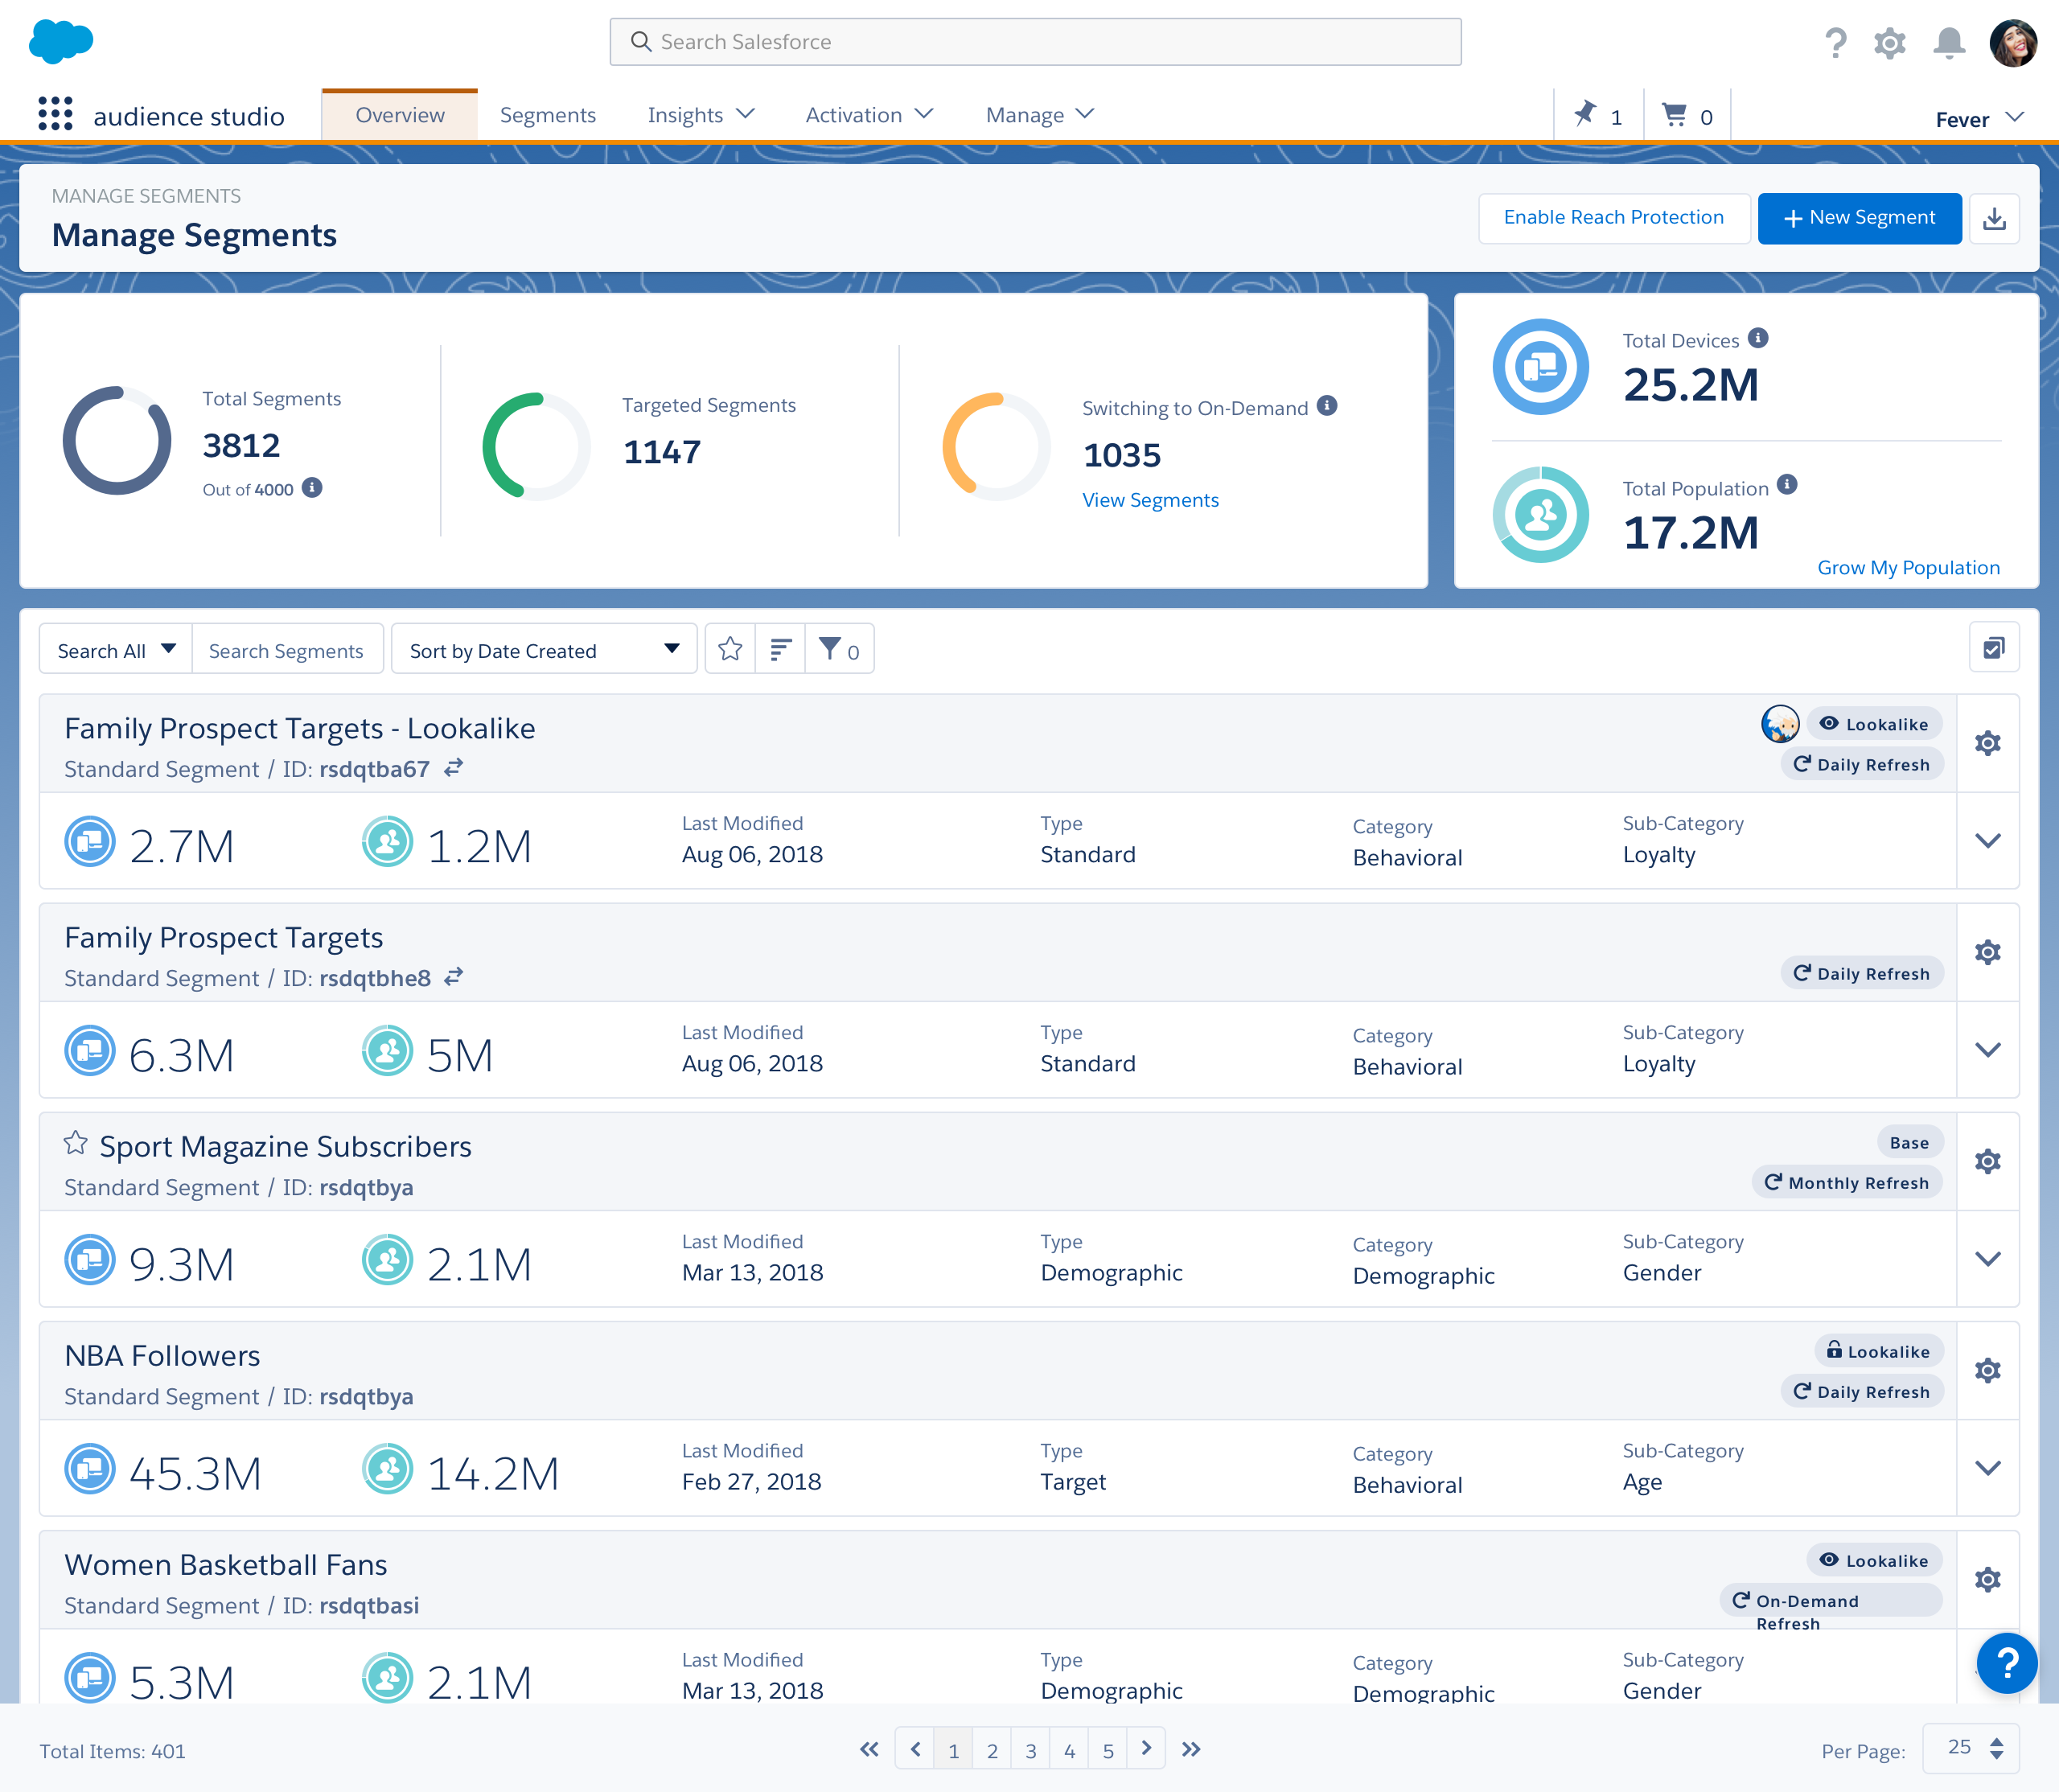 Search Salesforce
audience studio
Overview
Segments
Insights
Activation
Manage
1
0
Fever
MANAGE SEGMENTS
Manage Segments
Enable Reach Protection
+ New Segment
Total Segments
3812
Out of 4000
Targeted Segments
1147
Switching to On-Demand
1035
View Segments
Total Devices
25.2M
Total Population
17.2M
Grow My Population
Search All
Search Segments
Sort by Date Created
0
Family Prospect Targets - Lookalike
Standard Segment / ID: rsdqtba67
Lookalike
Daily Refresh
2.7M
1.2M
Last Modified
Aug 06, 2018
Type
Standard
Category
Behavioral
Sub-Category
Loyalty
Family Prospect Targets
Standard Segment / ID: rsdqtbhe8
Daily Refresh
6.3M
5M
Last Modified
Aug 06, 2018
Type
Standard
Category
Behavioral
Sub-Category
Loyalty
Sport Magazine Subscribers
Standard Segment / ID: rsdqtbya
Base
Monthly Refresh
9.3M
2.1M
Last Modified
Mar 13, 2018
Type
Demographic
Category
Demographic
Sub-Category
Gender
NBA Followers
Standard Segment / ID: rsdqtbya
Lookalike
Daily Refresh
45.3M
14.2M
Last Modified
Feb 27, 2018
Type
Target
Category
Behavioral
Sub-Category
Age
Women Basketball Fans
Standard Segment / ID: rsdqtbasi
Lookalike
On-Demand
Refresh
5.3M
2.1M
Last Modified
Mar 13, 2018
Type
Demographic
Category
Demographic
Sub-Category
Gender
?
Total Items: 401
1
2
3
4
5
Per Page:
25